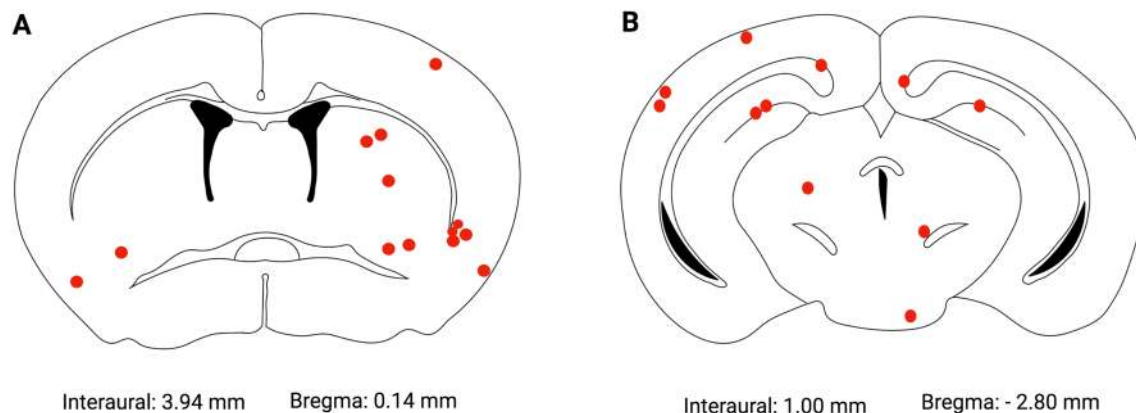 A
B
Interaural: 3.94 mm Bregma: 0.14 mm
Interaural: 1.00 mm Bregma: - 2.80 mm